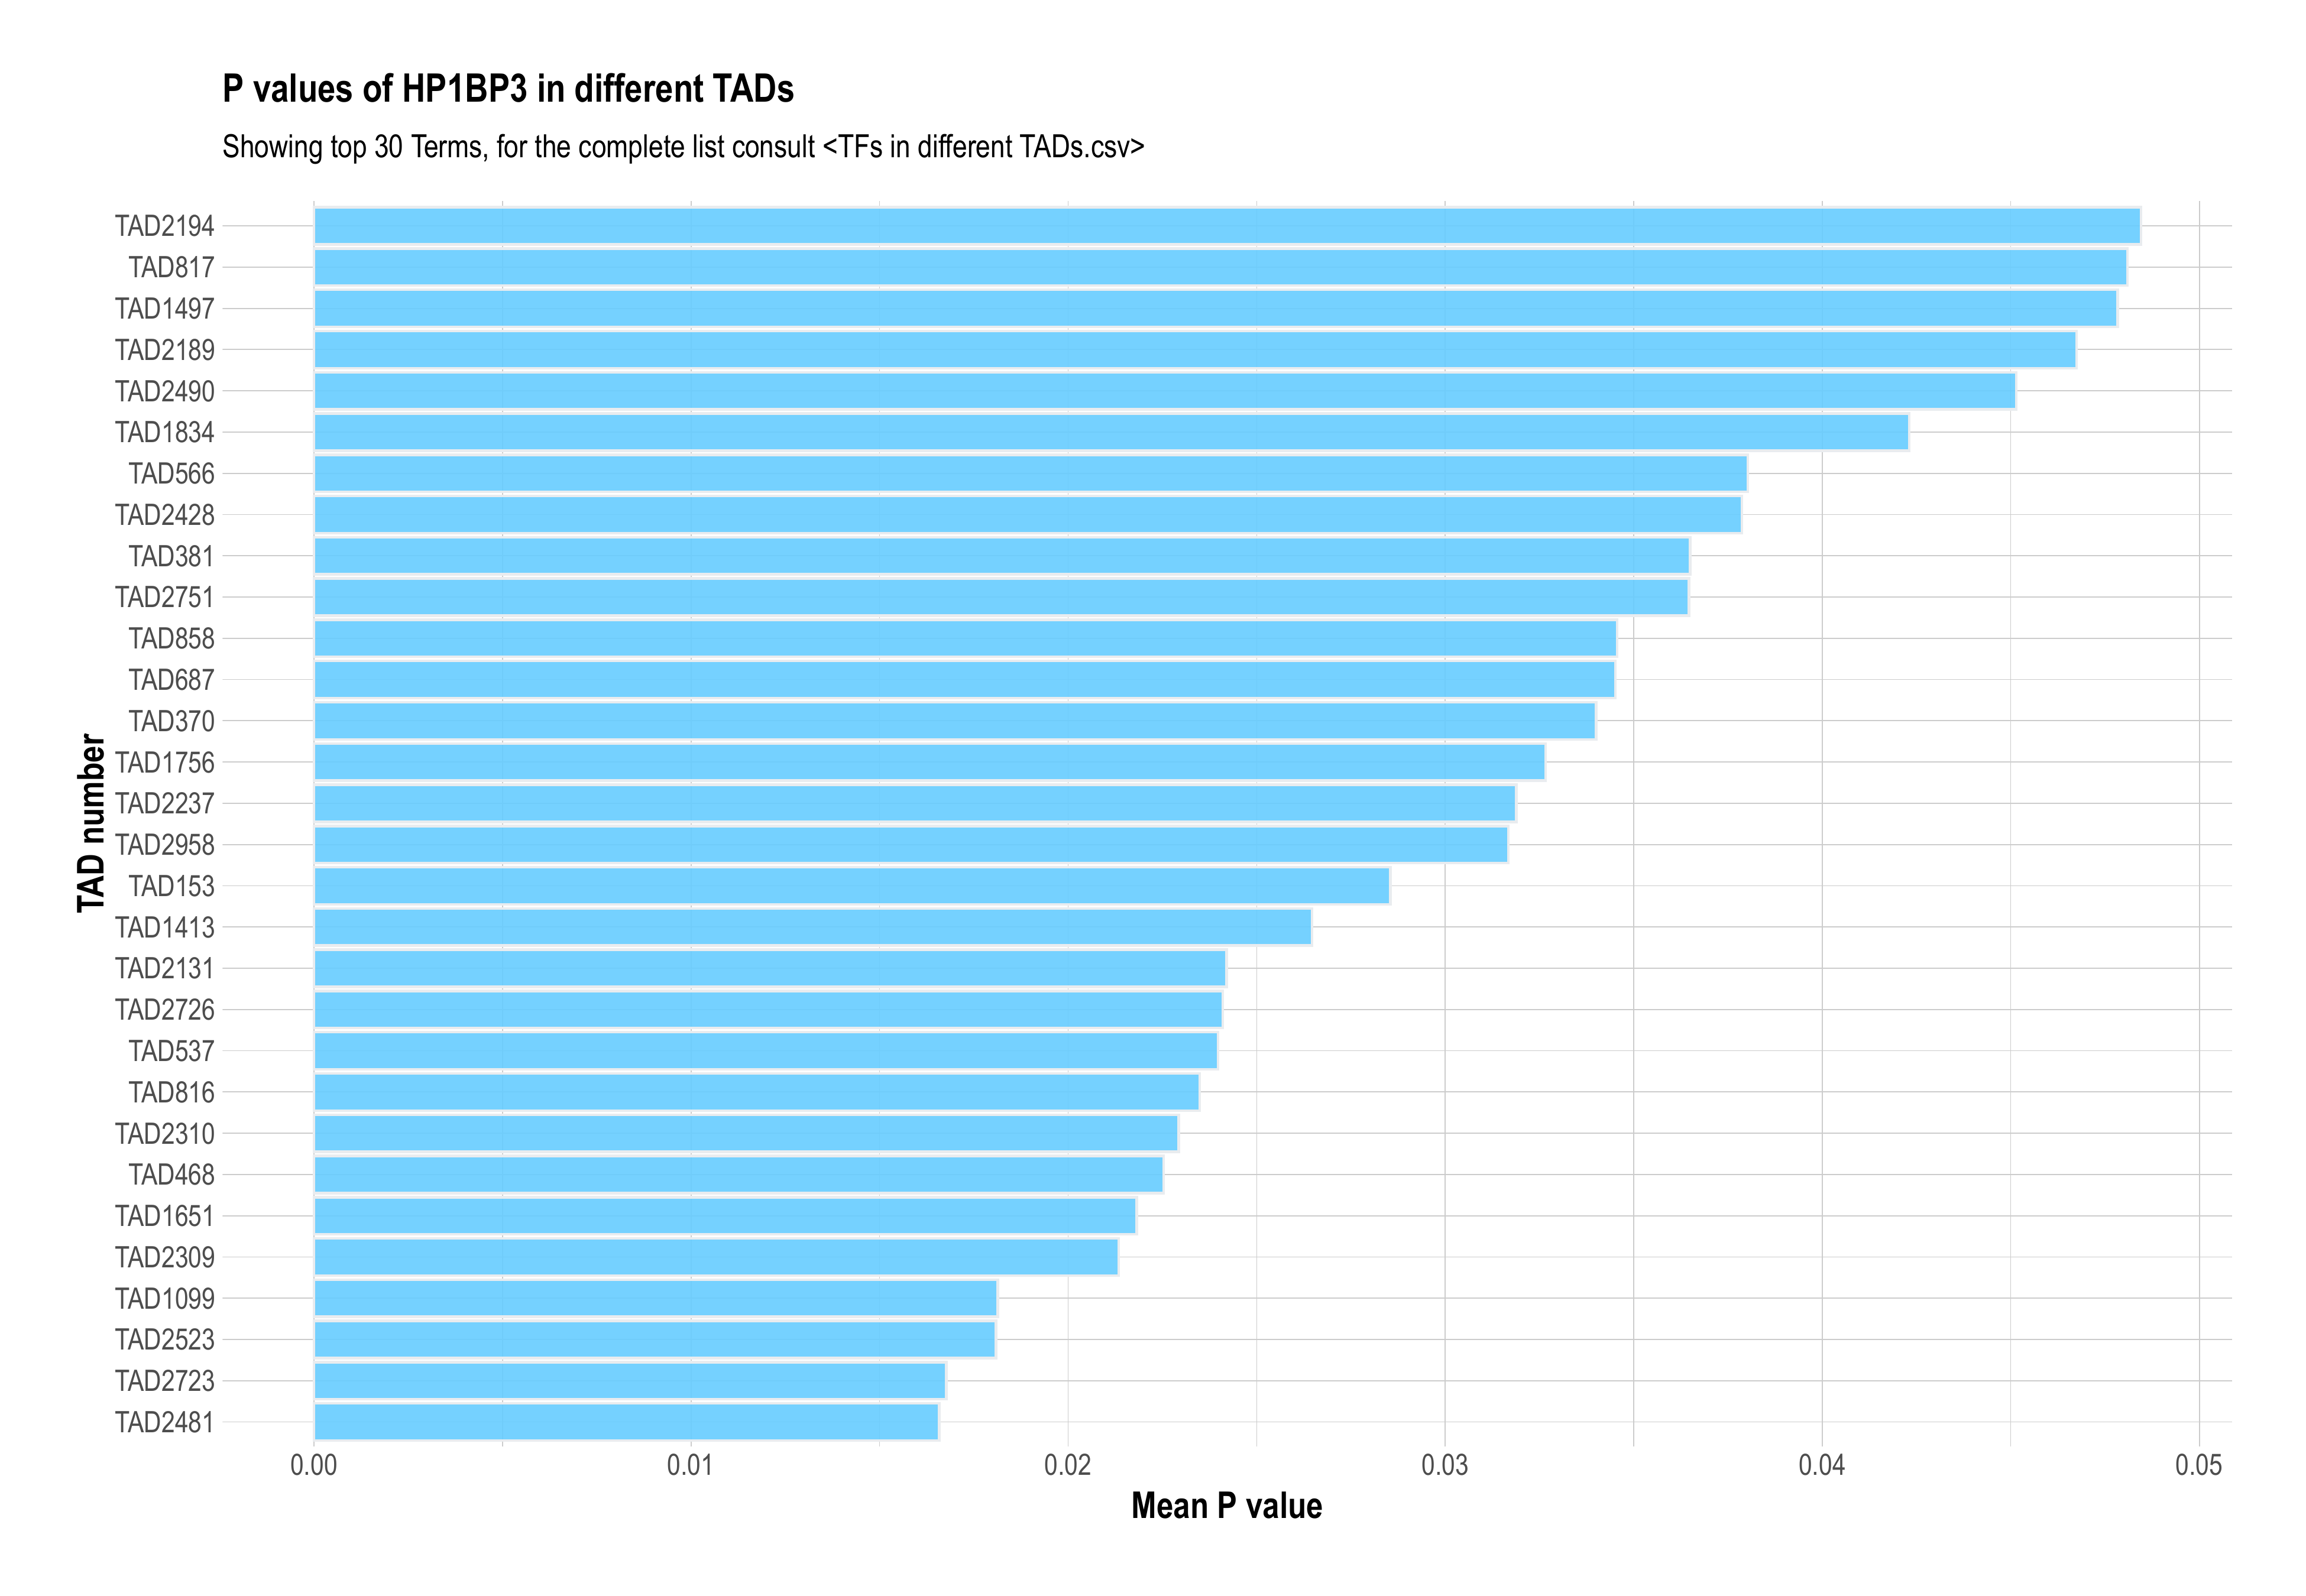 P values of HP1BP3 in different TADs
Showing top 30 Terms, for the complete list consult <TFs in different TADs.csv>
TAD number
TAD2194
TAD817
TAD1497
TAD2189
TAD2490
TAD1834
TAD566
TAD2428
TAD381
TAD2751
TAD858
TAD687
TAD370
TAD1756
TAD2237
TAD2958
TAD153
TAD1413
TAD2131
TAD2726
TAD537
TAD816
TAD2310
TAD468
TAD1651
TAD2309
TAD1099
TAD2523
TAD2723
TAD2481
0.00 0.01 0.02 0.03 0.04 0.05
Mean P value